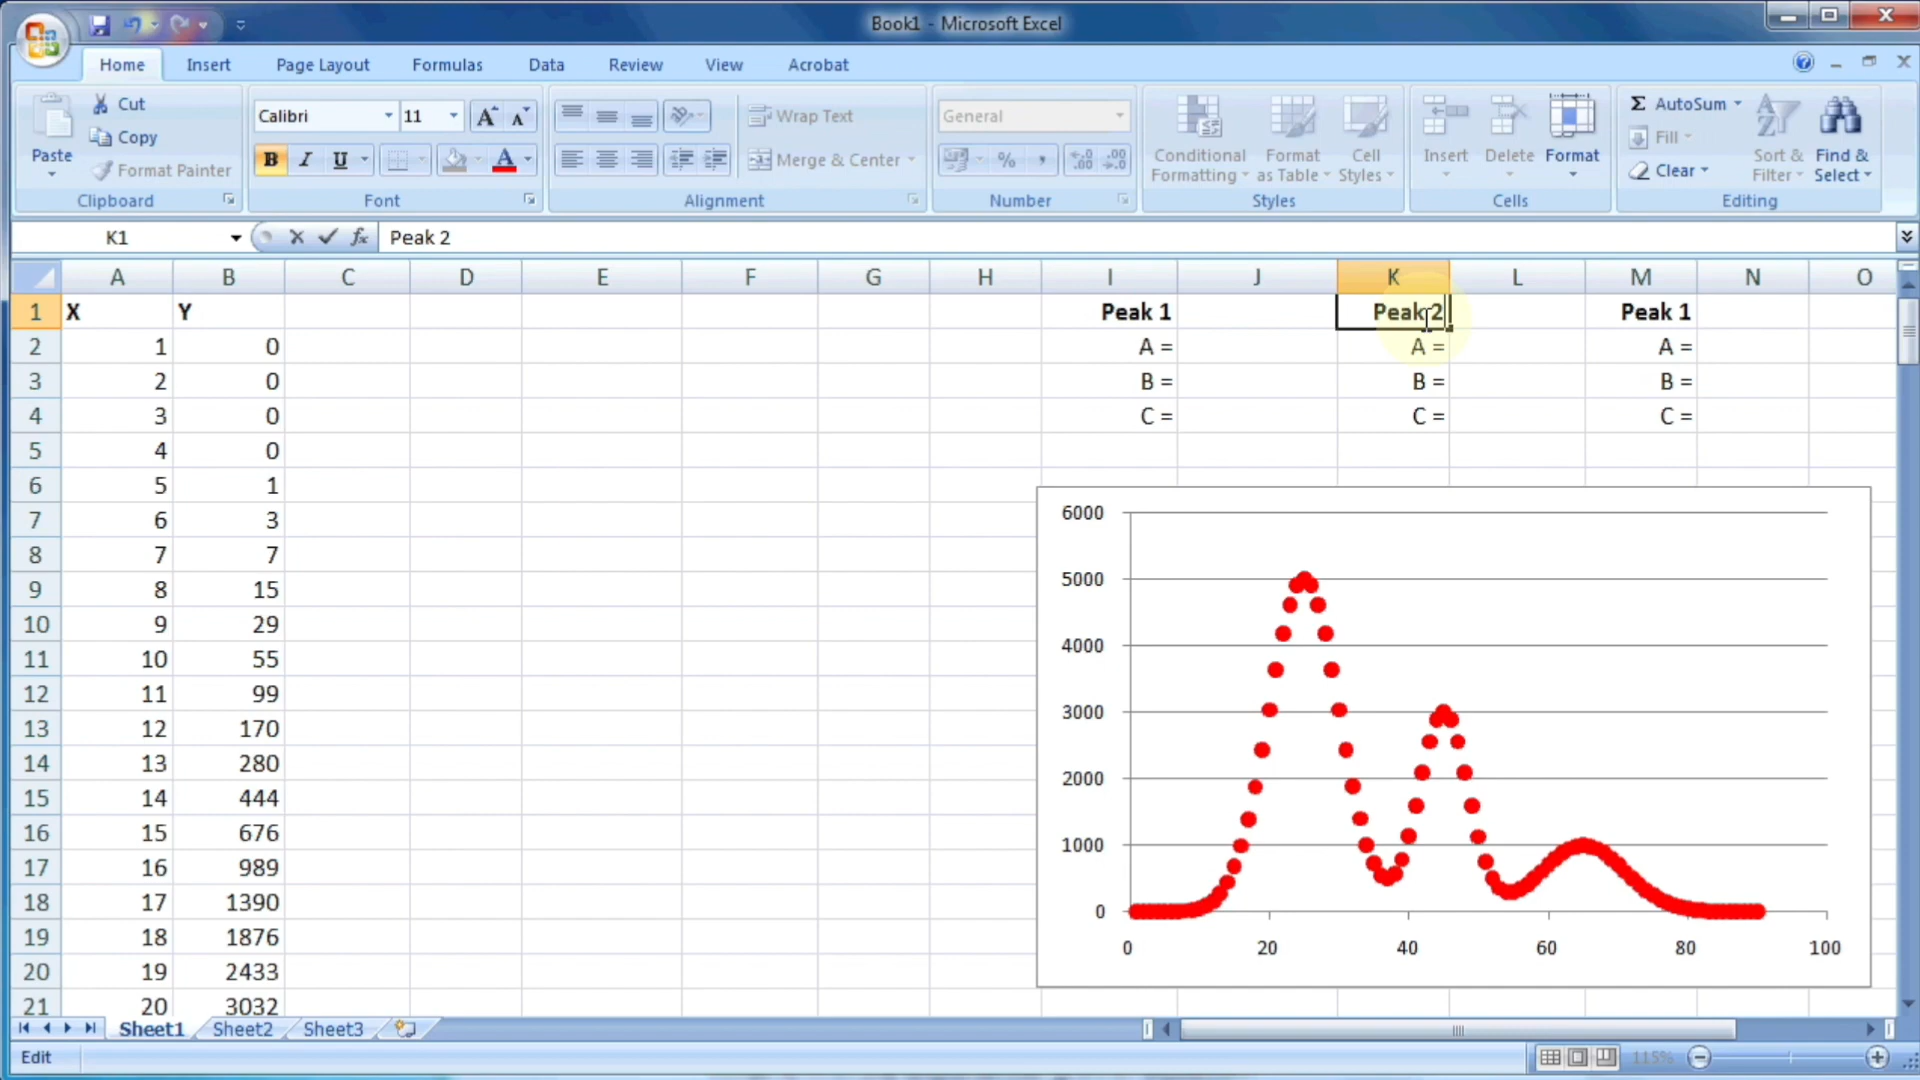 Book1 - Microsoft Excel
Home Insert Page Layout Formulas Data Review View Acrobat
Paste
Cut
Copy
Format Painter
Clipboard
Calibri 11
B I U
Font
Wrap Text
Merge & Center
Alignment
General
% ,
Number
Conditional Formatting
Format as Table
Cell Styles
Styles
Insert Delete Format
Cells
Σ AutoSum
Fill
Clear
Sort & Filter
Find & Select
Editing
K1 fx Peak 2
A B C D E F G H I J K L M N O
1 X Y Peak 1 Peak 2 Peak 1
2 1 0 A = A = A =
3 2 0 B = B = B =
4 3 0 C = C = C =
5 4 0
6 5 1
7 6 3
8 7 7
9 8 15
10 9 29
11 10 55
12 11 99
13 12 170
14 13 280
15 14 444
16 15 676
17 16 989
18 17 1390
19 18 1876
20 19 2433
21 20 3032
6000
5000
4000
3000
2000
1000
0
0 20 40 60 80 100
Sheet1 Sheet2 Sheet3
Edit 115%